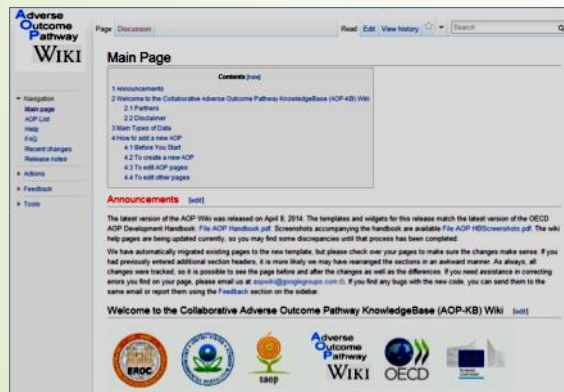 Adverse
Outcome
Pathway
WIKI
Page Discussion
Read Edit View history
Search
Navigation
Main page
AOP List
Help
FAQ
Recent changes
Release notes
Actions
Feedback
Tools
Main Page
Contents [hide]
1 Announcements
2 Welcome to the Collaborative Adverse Outcome Pathway KnowledgeBase (AOP-KB) Wiki
2.1 Partners
2.2 Disclaimer
3 Main Types of Data
4 How to add a new AOP
4.1 Before You Start
4.2 To create a new AOP
4.3 To edit AOP pages
4.4 To edit other pages
Announcements [edit]
The latest version of the AOP Wiki was released on April 8, 2014. The templates and widgets for this release match the latest version of the OECD
AOP Development Handbook: File:AOP Handbook.pdf. Screenshots accompanying the handbook are available File:AOP HBScreenshots.pdf. The wiki
help pages are being updated currently, so you may find some discrepancies until that process has been completed.
We have automatically migrated existing pages to the new template, but please check over your pages to make sure the changes make sense. If you
had previously entered additional section headers, it is more likely we may have rearranged the sections in an awkward manner. As always, all
changes were tracked, so it is possible to see the page before and after the changes as well as the differences. If you need assistance in correcting
errors you find on your page, please email us at aopwiki@googlegroups.com. If you find any bugs with the new code, you can send them to the
same email or report them using the Feedback section on the sidebar.
Welcome to the Collaborative Adverse Outcome Pathway KnowledgeBase (AOP-KB) Wiki [edit]
EROC
taop
Adverse
Outcome
Pathway
WIKI
OECD